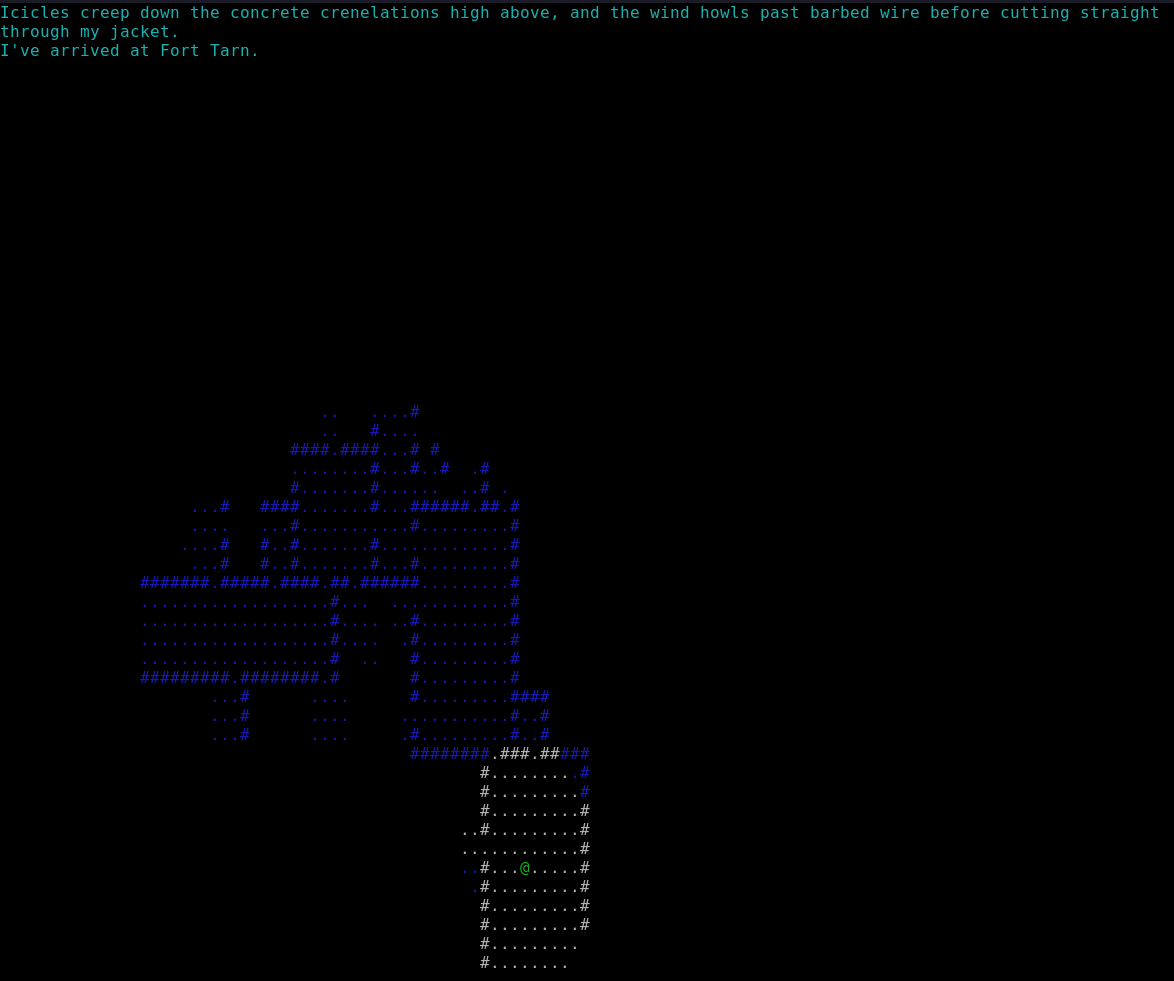 Icicles creep down the concrete crenelations high above, and the wind howls past barbed wire before cutting straight
through my jacket.
I've arrived at Fort Tarn.